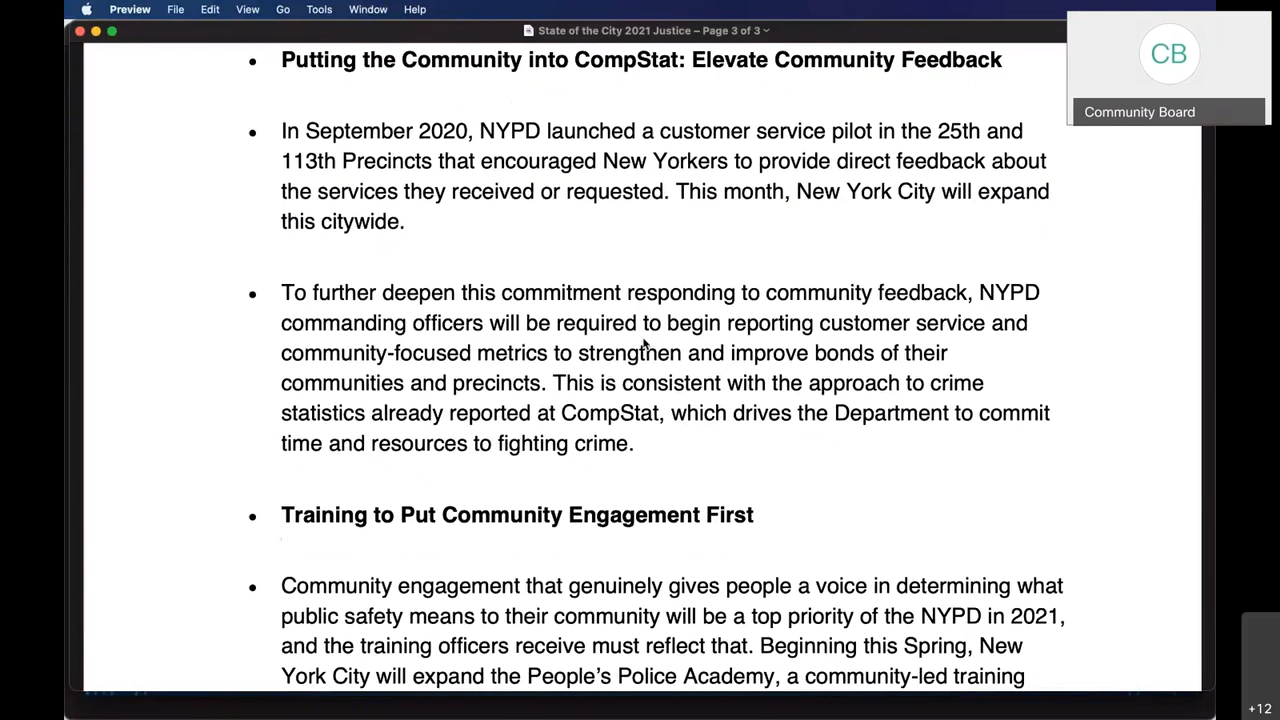 Preview File Edit View Go Tools Window Help
State of the City 2021 Justice – Page 3 of 3
CB
Community Board
• Putting the Community into CompStat: Elevate Community Feedback
• In September 2020, NYPD launched a customer service pilot in the 25th and
113th Precincts that encouraged New Yorkers to provide direct feedback about
the services they received or requested. This month, New York City will expand
this citywide.
• To further deepen this commitment responding to community feedback, NYPD
commanding officers will be required to begin reporting customer service and
community-focused metrics to strengthen and improve bonds of their
communities and precincts. This is consistent with the approach to crime
statistics already reported at CompStat, which drives the Department to commit
time and resources to fighting crime.
• Training to Put Community Engagement First
• Community engagement that genuinely gives people a voice in determining what
public safety means to their community will be a top priority of the NYPD in 2021,
and the training officers receive must reflect that. Beginning this Spring, New
York City will expand the People's Police Academy, a community-led training
+12